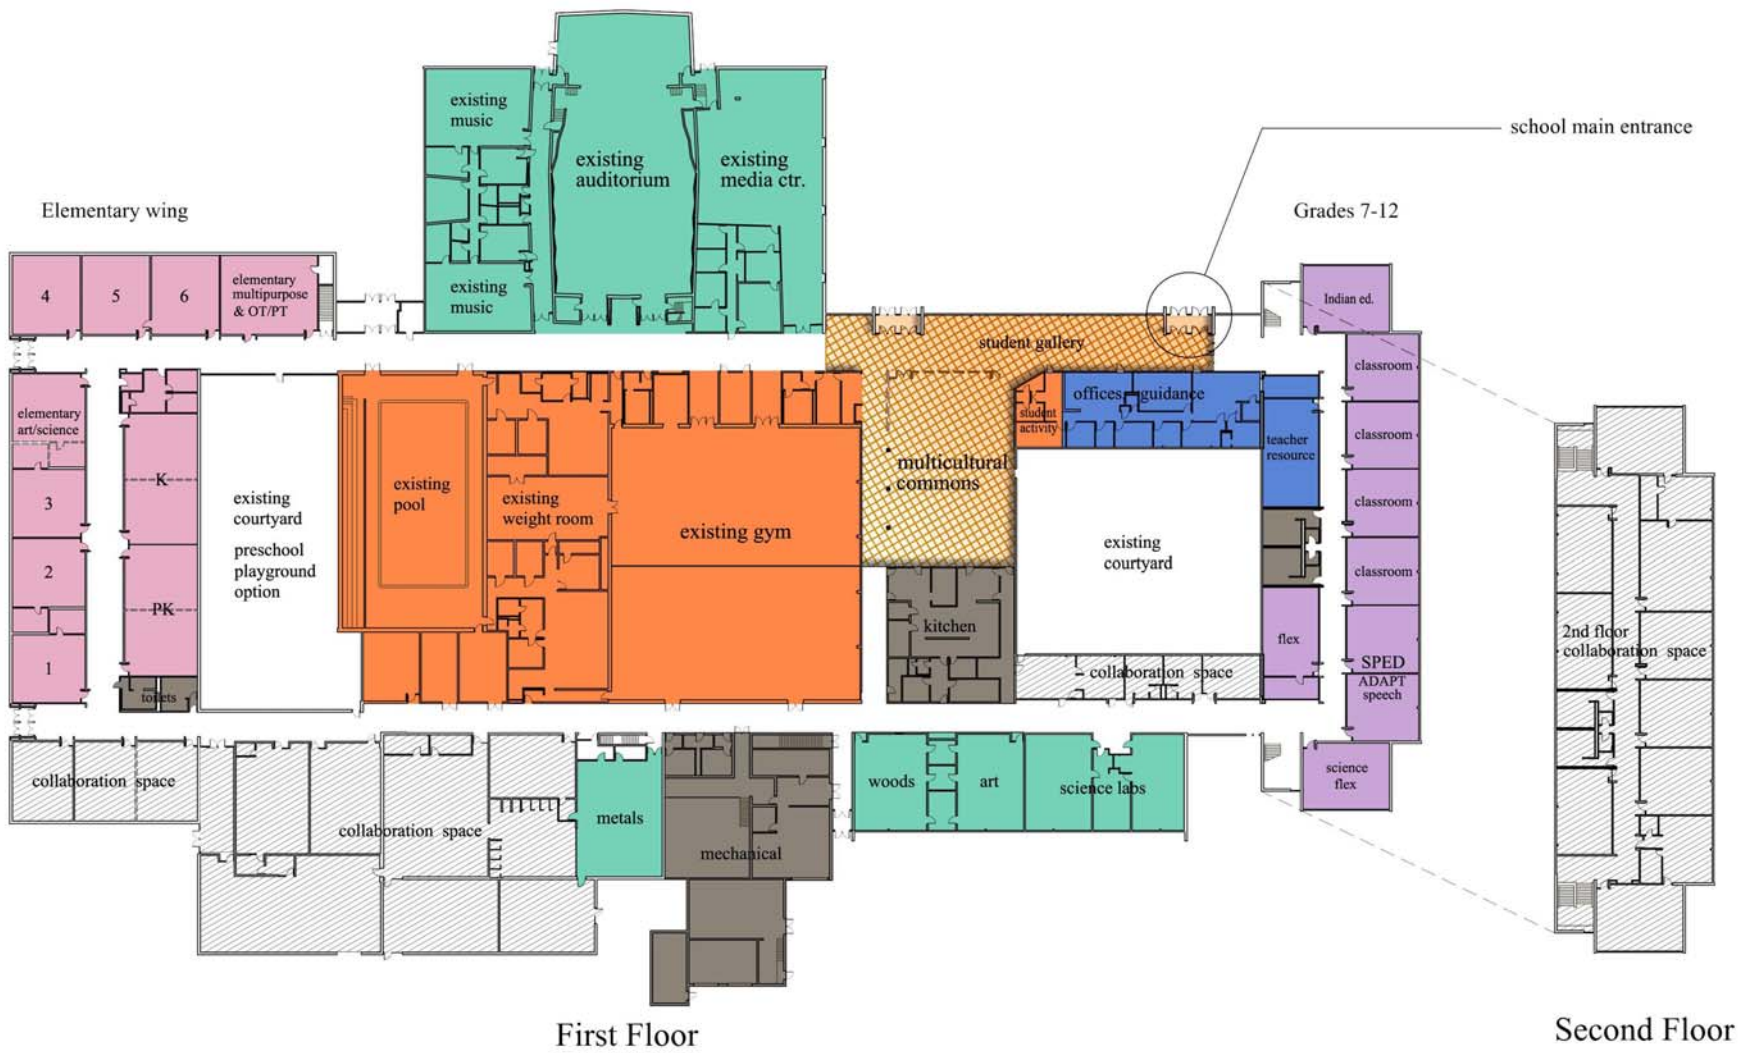 school main entrance
Elementary wing
Grades 7-12
existing
music
existing
auditorium
existing
media ctr.
existing
music
4
5
6
elementary
multipurpose
& OT/PT
Indian ed.
student gallery
classroom
elementary
art/science
K
3
2
PK
1
toilets
existing
courtyard
preschool
playground
option
existing
pool
existing
weight room
existing gym
multicultural
commons
student
activity
offices guidance
teacher
resource
classroom
classroom
classroom
existing
courtyard
kitchen
collaboration space
flex
SPED
ADAPT
speech
science
flex
2nd floor
collaboration space
collaboration space
collaboration space
metals
mechanical
woods
art
science labs
First Floor
Second Floor